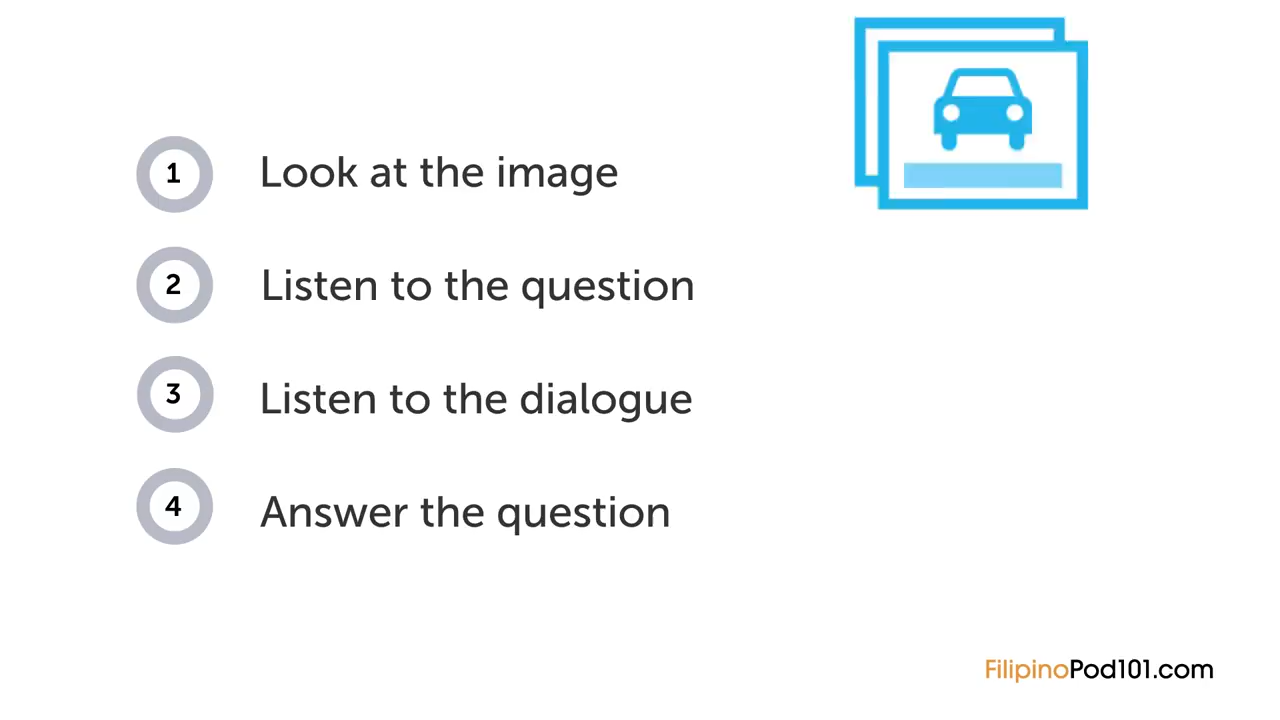 1 Look at the image
2 Listen to the question
3 Listen to the dialogue
4 Answer the question
FilipinoPod101.com